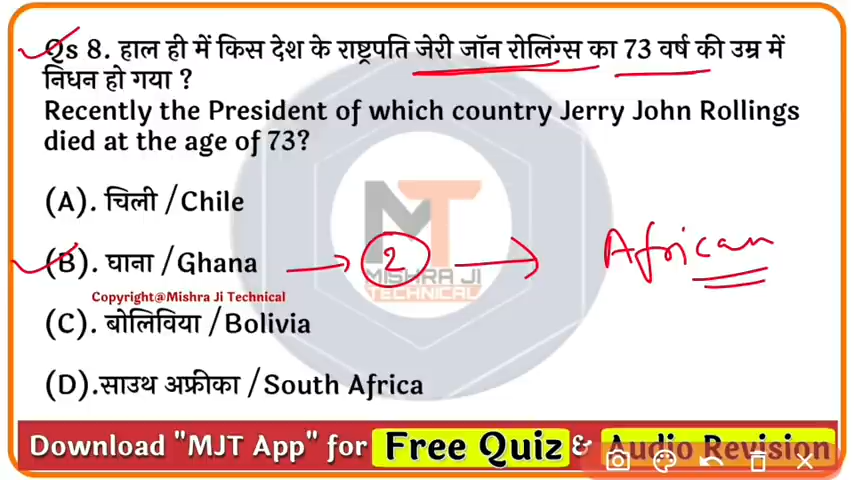 Qs 8. हाल ही में किस देश के राष्ट्रपति जेरी जॉन रोलिंग्स का 73 वर्ष की उम्र में
निधन हो गया ?
Recently the President of which country Jerry John Rollings
died at the age of 73?
(A). चिली /Chile
(B). घाना /Ghana
2
African
Copyright@Mishra Ji Technical
(C). बोलिविया /Bolivia
(D).साउथ अफ्रीका /South Africa
MT
MISHRA JI
TECHNICAL
Download "MJT App" for Free Quiz & Audio Revision